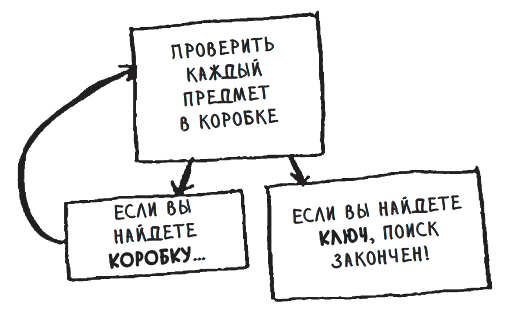 ПРОВЕРИТЬ
КАЖДЫЙ
ПРЕДМЕТ
В КОРОБКЕ
ЕСЛИ ВЫ
НАЙДЕТЕ
КОРОБКУ...
ЕСЛИ ВЫ НАЙДЕТЕ
КЛЮЧ, ПОИСК
ЗАКОНЧЕН!